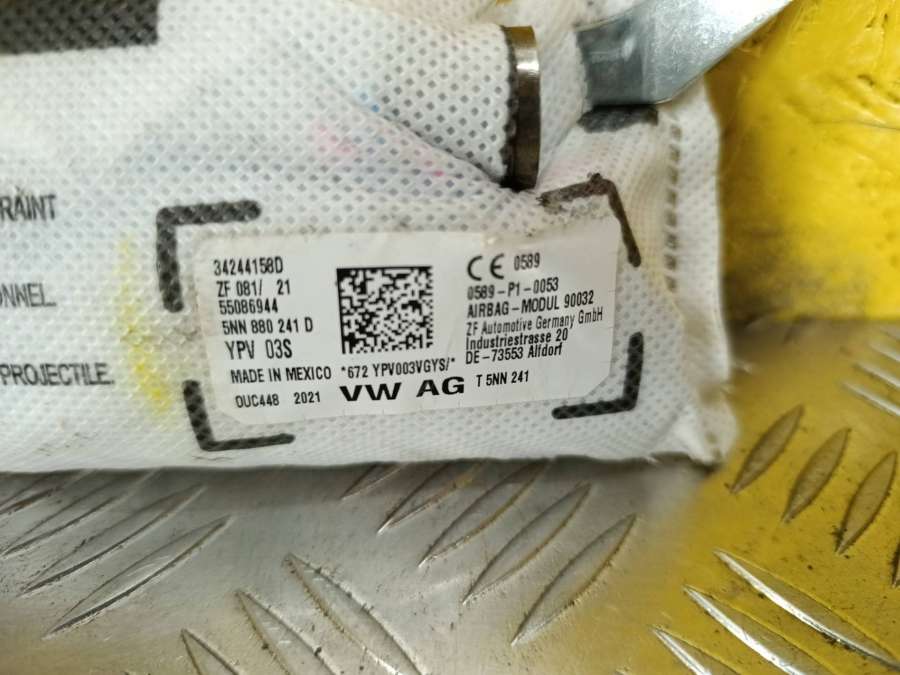 RAINT
ONNEL.
PROJECTILE.
34244158D
ZF 081/ 21
55086944
5NN 880 241 D
YPV 03S
MADE IN MEXICO *672 YPV003VGYS/*
OUC448 2021 VW AG T 5NN 241
CE 0589
0589-P1-0053
AIRBAG-MODUL 90032
ZF Automotive Germany GmbH
Industriestrasse 20
DE-73553 Alfdorf